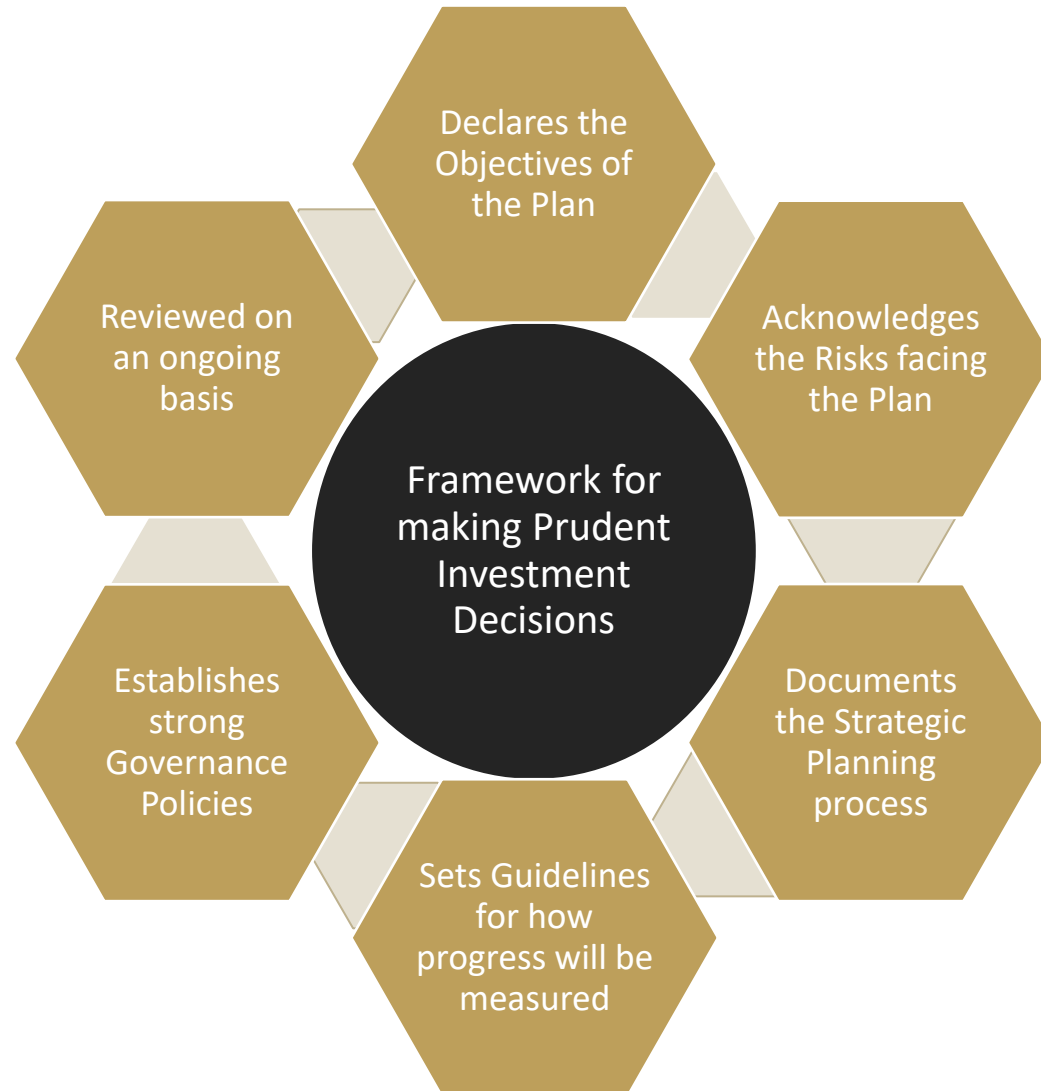 Declares the
Objectives of
the Plan
Acknowledges
the Risks facing
the Plan
Documents
the Strategic
Planning
process
Sets Guidelines
for how
progress will be
measured
Establishes
strong
Governance
Policies
Reviewed on
an ongoing
basis
Framework for
making Prudent
Investment
Decisions